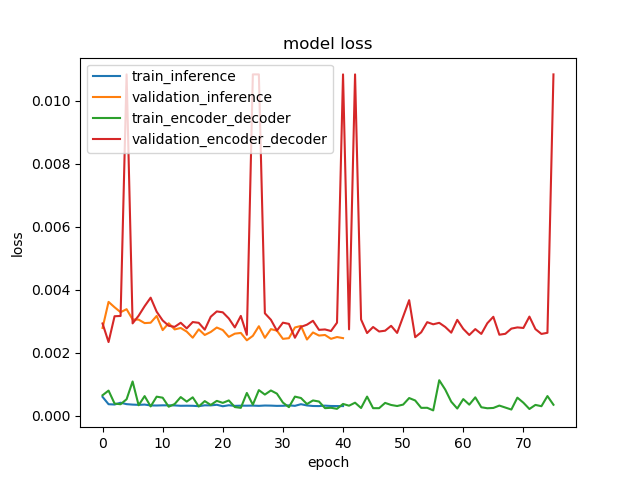 model loss
train_inference
validation_inference
train_encoder_decoder
validation_encoder_decoder
0.010
0.008
0.006
0.004
0.002
0.000
loss
0 10 20 30 40 50 60 70
epoch